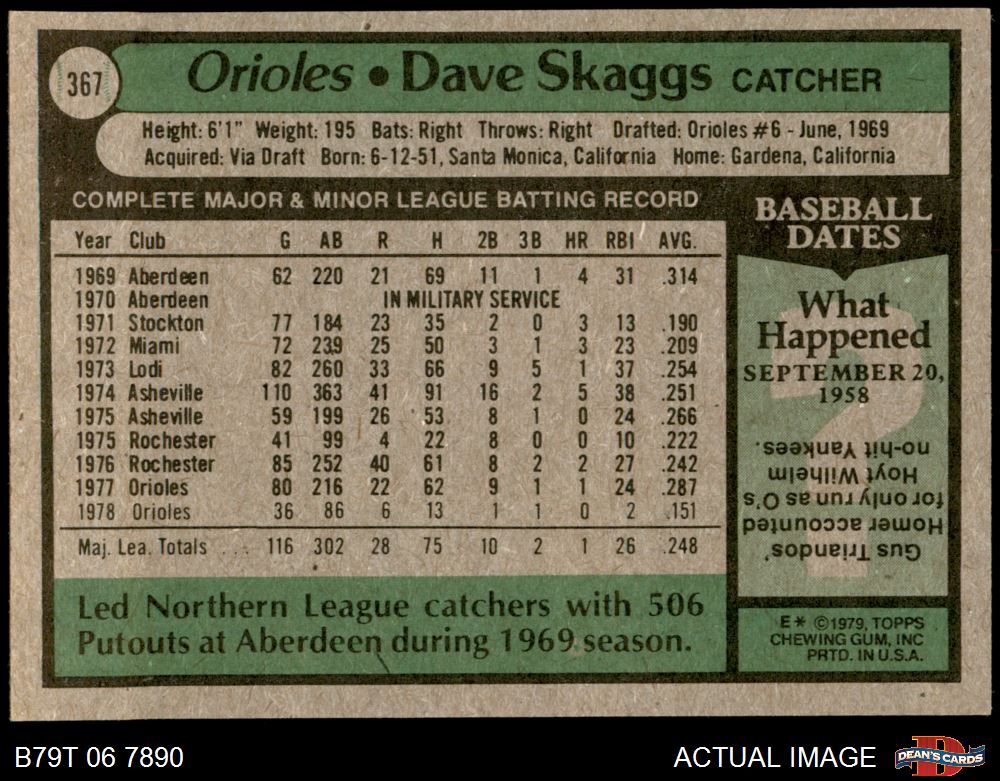 367
Orioles • Dave Skaggs CATCHER
Height: 6'1" Weight: 195 Bats: Right Throws: Right Drafted: Orioles #6 - June, 1969
Acquired: Via Draft Born: 6-12-51, Santa Monica, California Home: Gardena, California
COMPLETE MAJOR & MINOR LEAGUE BATTING RECORD
Year Club G AB R H 2B 3B HR RBI AVG.
1969 Aberdeen 62 220 21 69 11 1 4 31 .314
1970 Aberdeen IN MILITARY SERVICE
1971 Stockton 77 184 23 35 2 0 3 13 .190
1972 Miami 72 239 25 50 3 1 3 23 .209
1973 Lodi 82 260 33 66 9 5 1 37 .254
1974 Asheville 110 363 41 91 16 2 5 38 .251
1975 Asheville 59 199 26 53 8 1 0 24 .266
1975 Rochester 41 99 4 22 8 0 0 10 .222
1976 Rochester 85 252 40 61 8 2 2 27 .242
1977 Orioles 80 216 22 62 9 1 1 24 .287
1978 Orioles 36 86 6 13 1 1 0 2 .151
Maj. Lea. Totals ... 116 302 28 75 10 2 1 26 .248
Led Northern League catchers with 506
Putouts at Aberdeen during 1969 season.
BASEBALL
DATES
What
Happened
SEPTEMBER 20,
1958
?
Gus Triandos'
Homer accounted
for only run as O's
Hoyt Wilhelm
no-hit Yankees.
E* ©1979, TOPPS
CHEWING GUM, INC
PRTD. IN U.S.A.
B79T 06 7890
ACTUAL IMAGE
D
DEAN'S CARDS